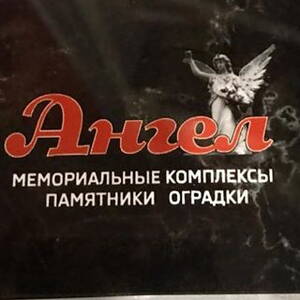 Ангел
МЕМОРИАЛЬНЫЕ КОМПЛЕКСЫ
ПАМЯТНИКИ ОГРАДКИ